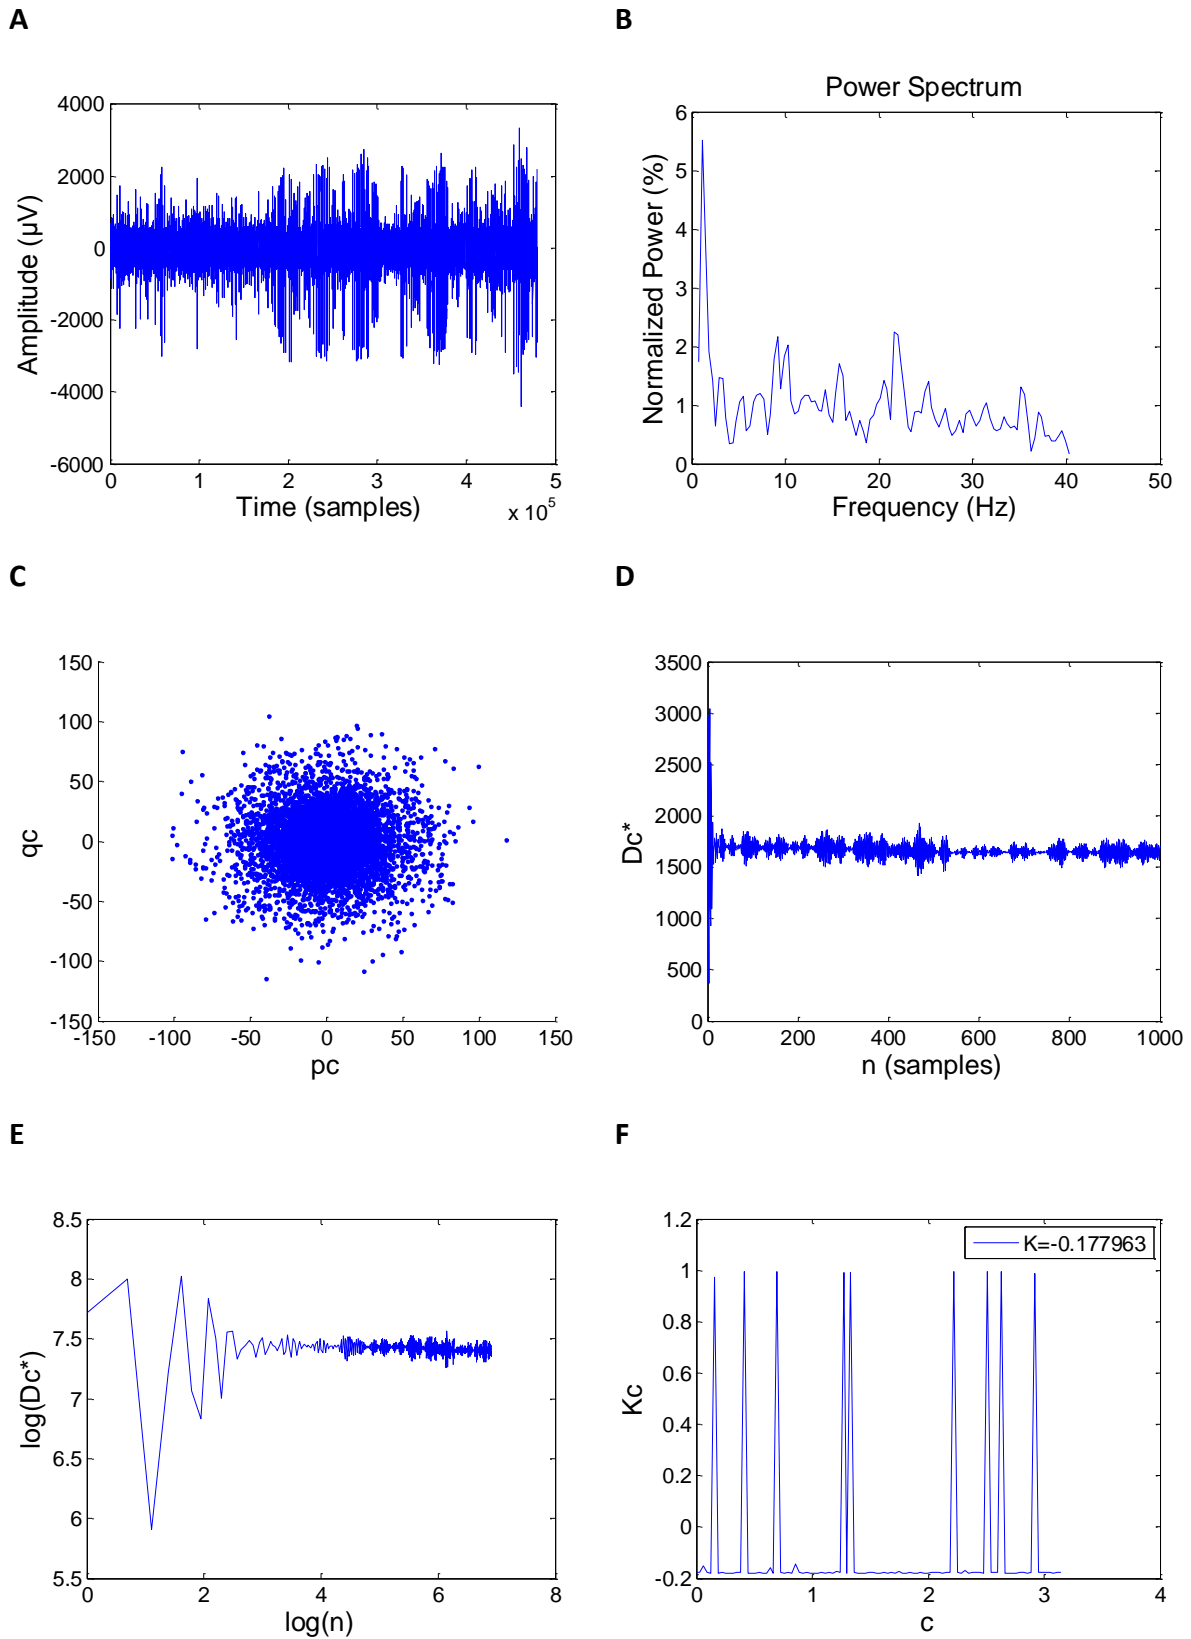 A
B
4000
2000
0
-2000
-4000
-6000
Amplitude (µV)
0 1 2 3 4 5
x 10^5
Time (samples)
Power Spectrum
6
5
4
3
2
1
0
Normalized Power (%)
0 10 20 30 40 50
Frequency (Hz)
C
D
150
100
50
0
-50
-100
-150
qc
-150 -100 -50 0 50 100 150
pc
3500
3000
2500
2000
1500
1000
500
0
Dc*
0 200 400 600 800 1000
n (samples)
E
F
8.5
8
7.5
7
6.5
6
5.5
log(Dc*)
0 2 4 6 8
log(n)
1.2
1
0.8
0.6
0.4
0.2
0
-0.2
Kc
K=-0.177963
0 1 2 3 4
c